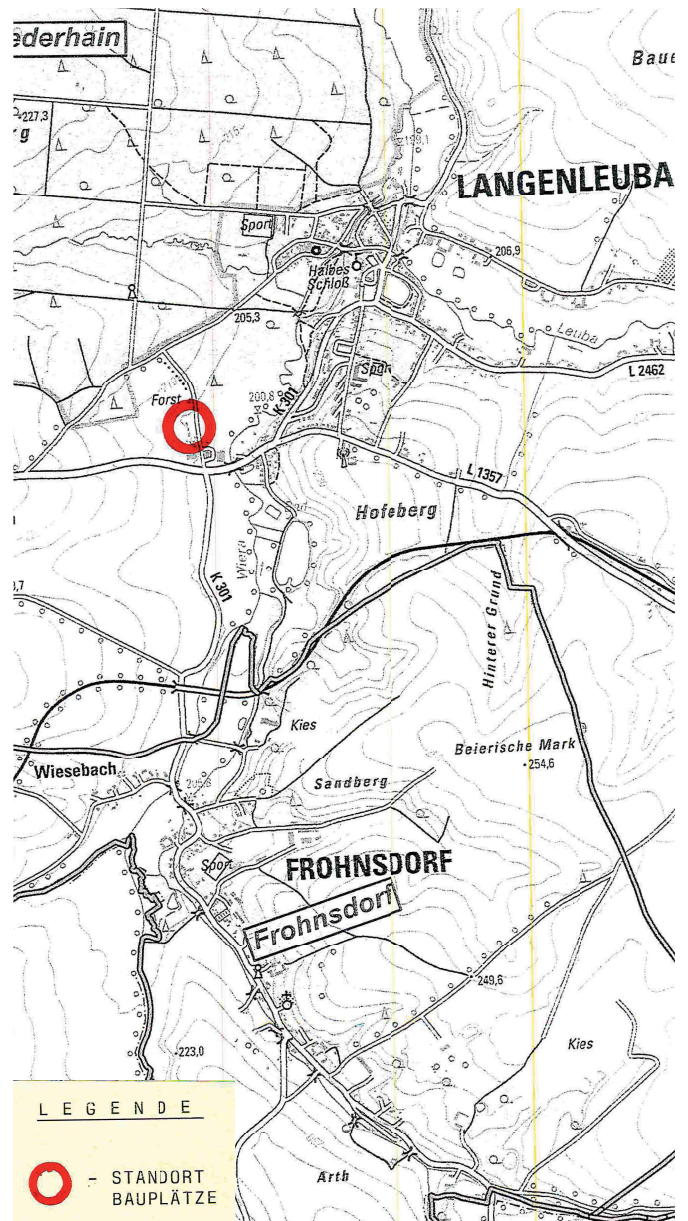 ederhain
Baue
227,3
g
199,1
LANGENLEUBA
Sport
206,9
Halbes
Schloß
205,3
Leuba
L 2462
Sport
Forst
200,8
K 301
L 1357
Hofeberg
Wiera
K 301
Hinterer Grund
Kies
Beierische Mark
254,6
Wiesebach
Sandberg
Sport
FROHNSDORF
Frohnsdorf
249,6
223,0
Kies
LEGENDE
- STANDORT
BAUPLÄTZE
Arth